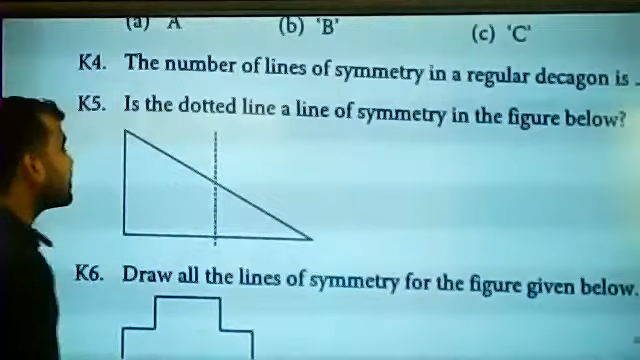 (a) A (b) 'B' (c) 'C'
K4. The number of lines of symmetry in a regular decagon is
K5. Is the dotted line a line of symmetry in the figure below?
K6. Draw all the lines of symmetry for the figure given below.